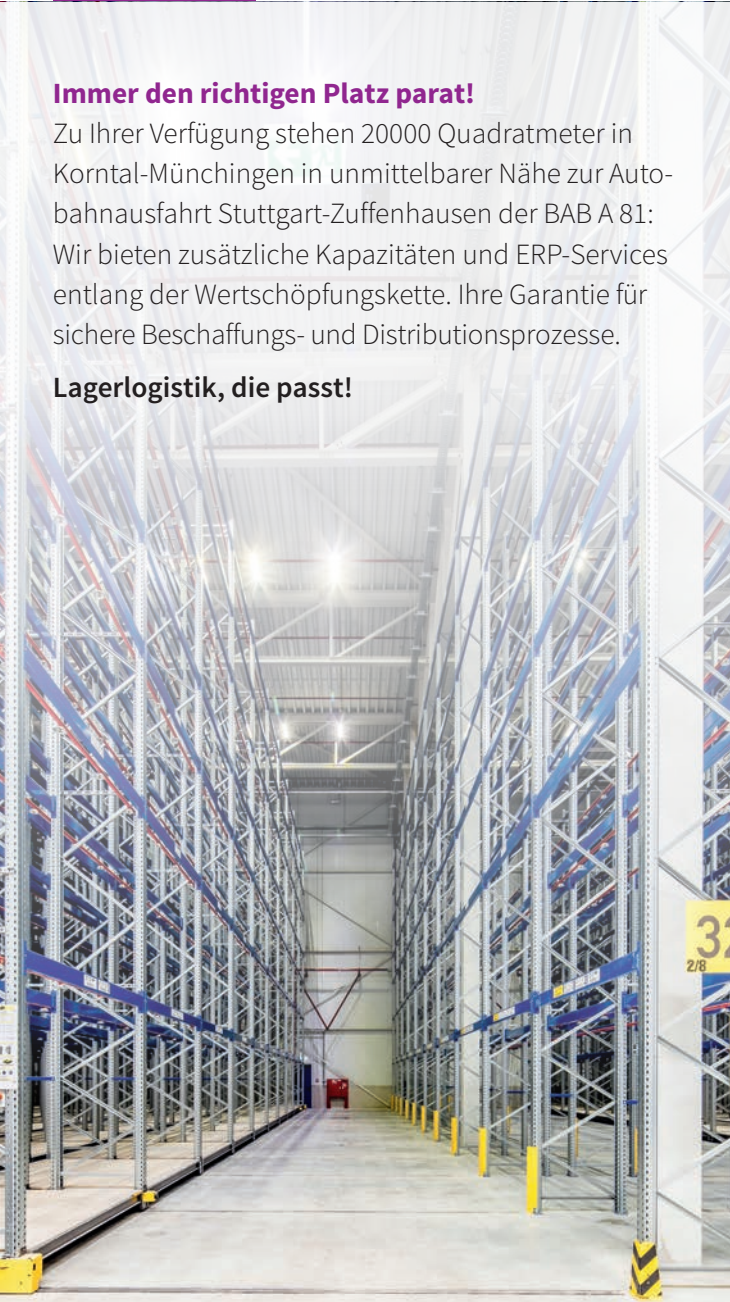 Immer den richtigen Platz parat!
Zu Ihrer Verfügung stehen 20000 Quadratmeter in
Korntal-Münchingen in unmittelbarer Nähe zur Auto-
bahnausfahrt Stuttgart-Zuffenhausen der BAB A 81:
Wir bieten zusätzliche Kapazitäten und ERP-Services
entlang der Wertschöpfungskette. Ihre Garantie für
sichere Beschaffungs- und Distributionsprozesse.
Lagerlogistik, die passt!
32
2/8